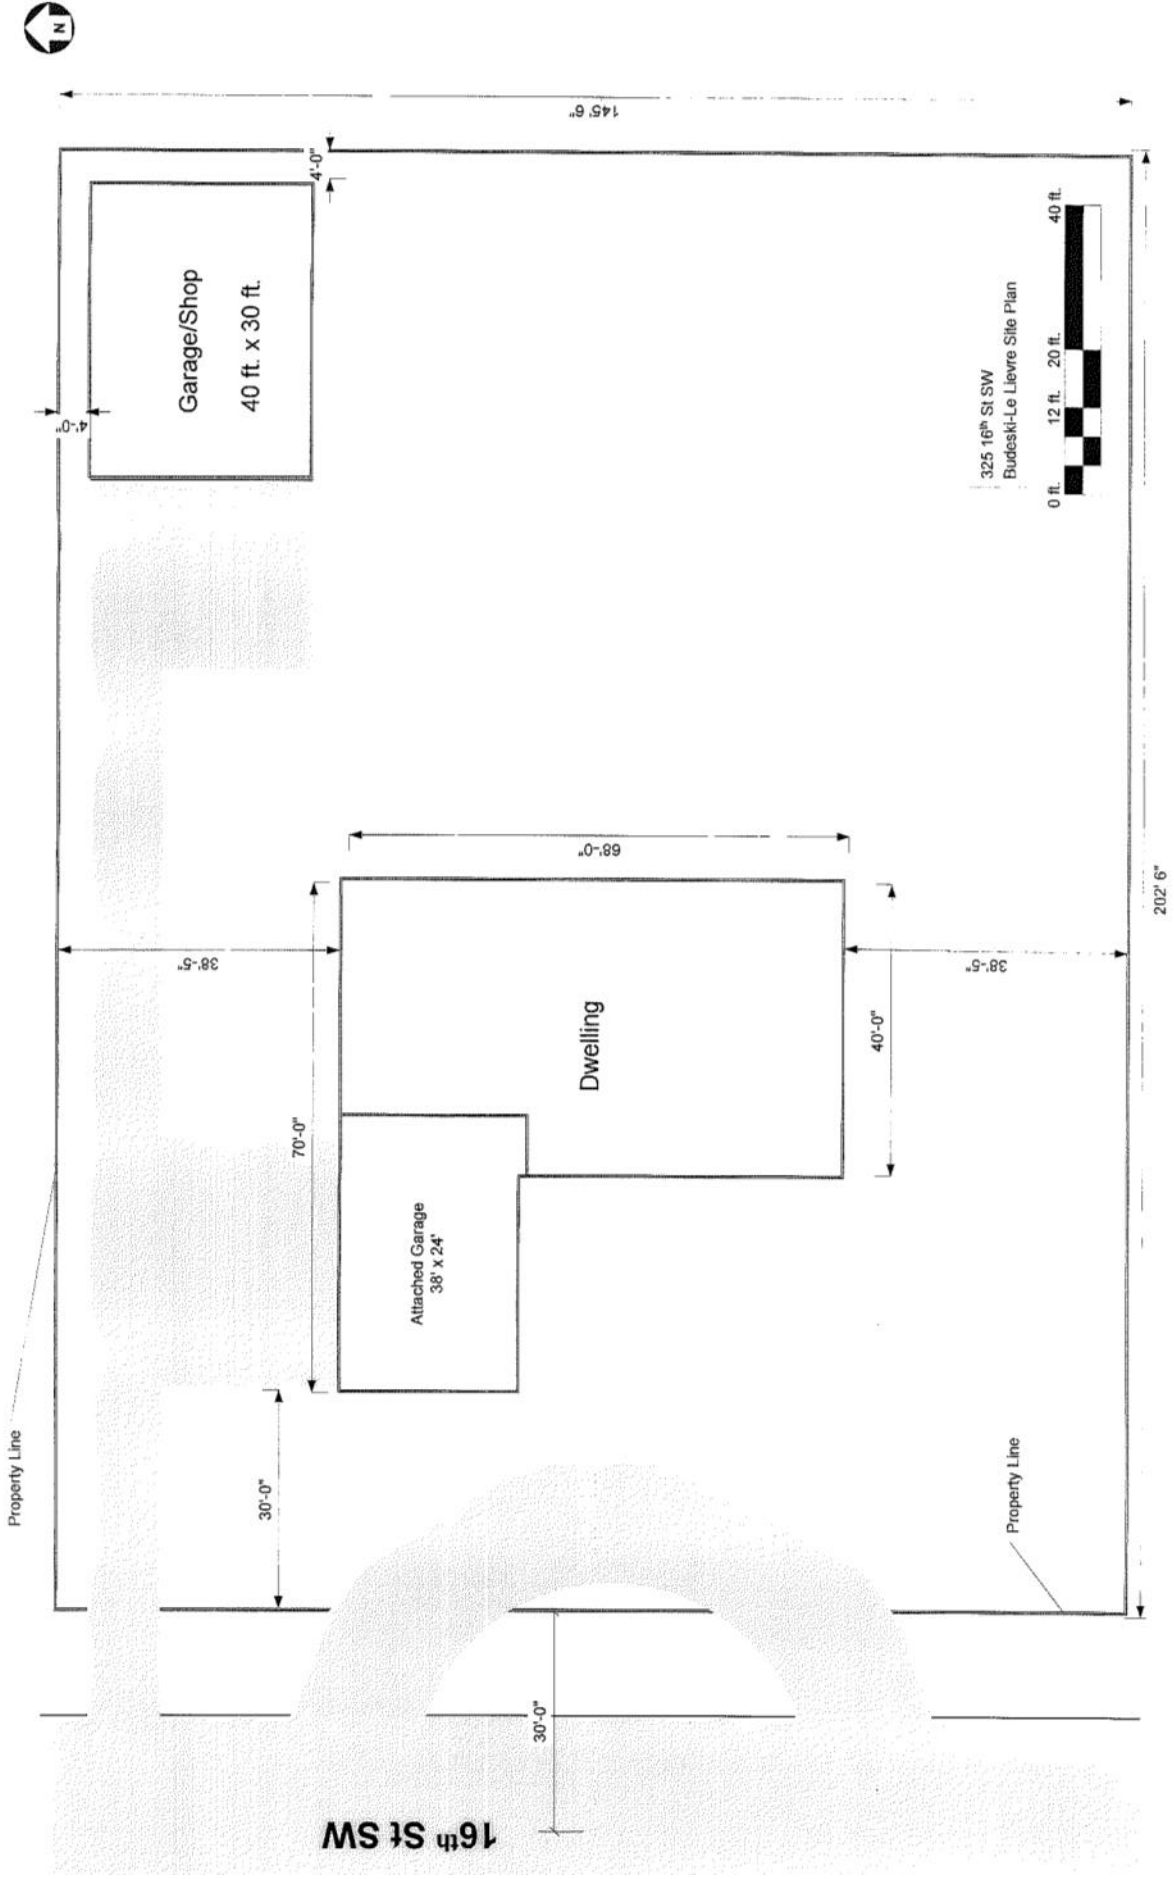 N
145' 6"
4'-0"
Garage/Shop
40 ft. x 30 ft.
4'-0"
325 16th St SW
Budeski-Le Lievre Site Plan
0 ft. 12 ft. 20 ft. 40 ft.
68'-0"
38'-5"
38'-5"
202' 6"
70'-0"
Dwelling
40'-0"
Attached Garage
38' x 24'
Property Line
30'-0"
Property Line
30'-0"
16th St SW